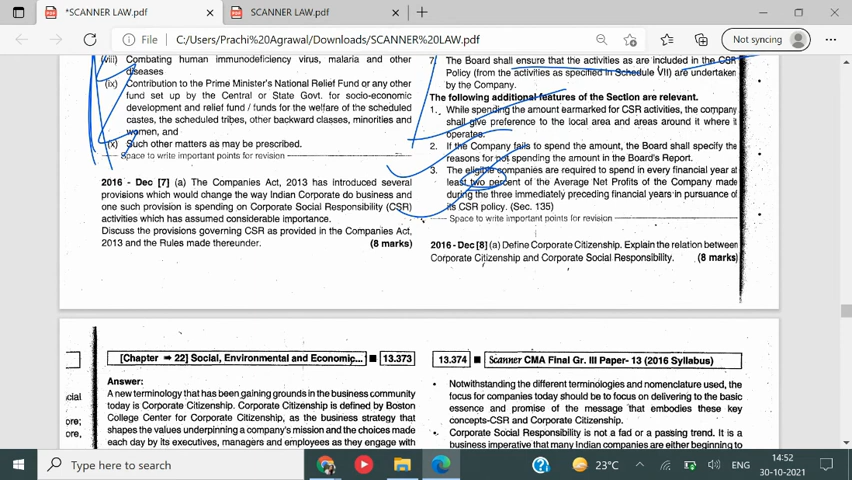 *SCANNER LAW.pdf
SCANNER LAW.pdf
File
C:/Users/Prachi%20Agrawal/Downloads/SCANNER%20LAW.pdf
Not syncing
(viii) Combating human immunodeficiency virus, malaria and other
diseases
(ix) Contribution to the Prime Minister's National Relief Fund or any other
fund set up by the Central or State Govt. for socio-economic
development and relief fund / funds for the welfare of the scheduled
castes, the scheduled tribes, other backward classes, minorities and
women, and
(x) Such other matters as may be prescribed.
Space to write important points for revision
2016 - Dec [7] (a) The Companies Act, 2013 has introduced several
provisions which would change the way Indian Corporate do business and
one such provision is spending on Corporate Social Responsibility (CSR)
activities which has assumed considerable importance.
Discuss the provisions governing CSR as provided in the Companies Act,
2013 and the Rules made thereunder. (8 marks)
7. The Board shall ensure that the activities as are included in the CSR
Policy (from the activities as specified in Schedule VII) are undertaken
by the Company.
The following additional features of the Section are relevant.
1. While spending the amount earmarked for CSR activities, the company
shall give preference to the local area and areas around it where it
operates.
2. If the Company fails to spend the amount, the Board shall specify the
reasons for not spending the amount in the Board's Report.
3. The eligible companies are required to spend in every financial year at
least two percent of the Average Net Profits of the Company made
during the three immediately preceding financial years in pursuance of
its CSR policy. (Sec. 135)
Space to write important points for revision
2016 - Dec [8] (a) Define Corporate Citizenship. Explain the relation between
Corporate Citizenship and Corporate Social Responsibility. (8 marks)
[Chapter ➡ 22] Social, Environmental and Economic... ■ 13.373
Answer:
A new terminology that has been gaining grounds in the business community
today is Corporate Citizenship. Corporate Citizenship is defined by Boston
College Center for Corporate Citizenship, as the business strategy that
shapes the values underpinning a company's mission and the choices made
each day by its executives, managers and employees as they engage with
13.374 ■ Scanner CMA Final Gr. III Paper- 13 (2016 Syllabus)
• Notwithstanding the different terminologies and nomenclature used, the
focus for companies today should be to focus on delivering to the basic
essence and promise of the message that embodies these key
concepts-CSR and Corporate Citizenship.
• Corporate Social Responsibility is not a fad or a passing trend. It is a
business imperative that many Indian companies are either beginning to
Type here to search
23°C
ENG
14:52
30-10-2021